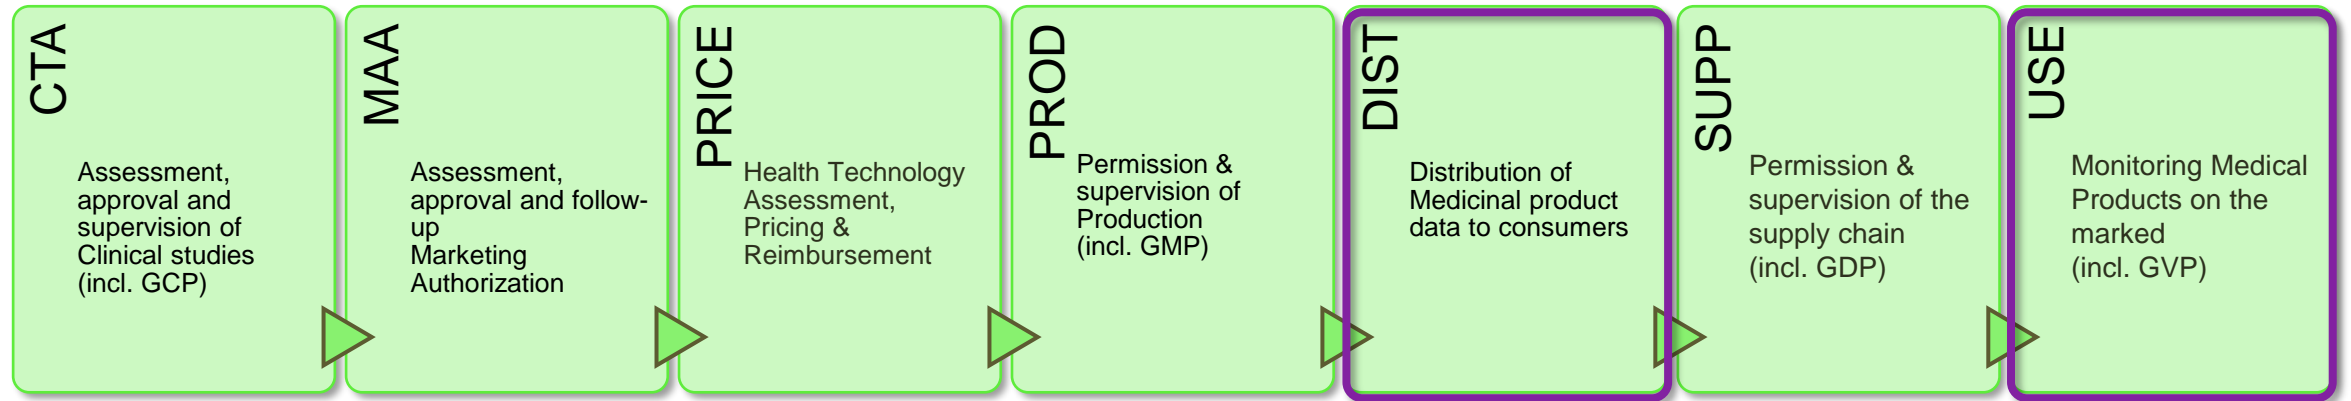 CTA
Assessment,
approval and
supervision of
Clinical studies
(incl. GCP)
MAA
Assessment,
approval and follow-
up
Marketing
Authorization
PRICE
Health Technology
Assessment,
Pricing &
Reimbursement
PROD
Permission &
supervision of
Production
(incl. GMP)
DIST
Distribution of
Medicinal product
data to consumers
SUPP
Permission &
supervision of the
supply chain
(incl. GDP)
USE
Monitoring Medical
Products on the
marked
(incl. GVP)